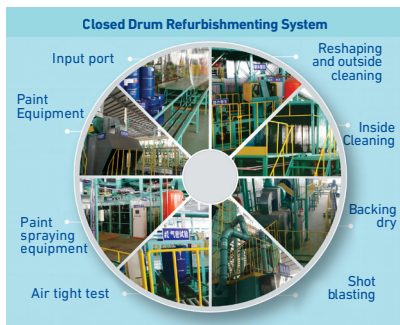 Closed Drum Refurbishmenting System
Input port
Reshaping
and outside
cleaning
Paint
Equipment
Inside
Cleaning
Backing
dry
Paint
spraying
equipment
Air tight test
Shot
blasting